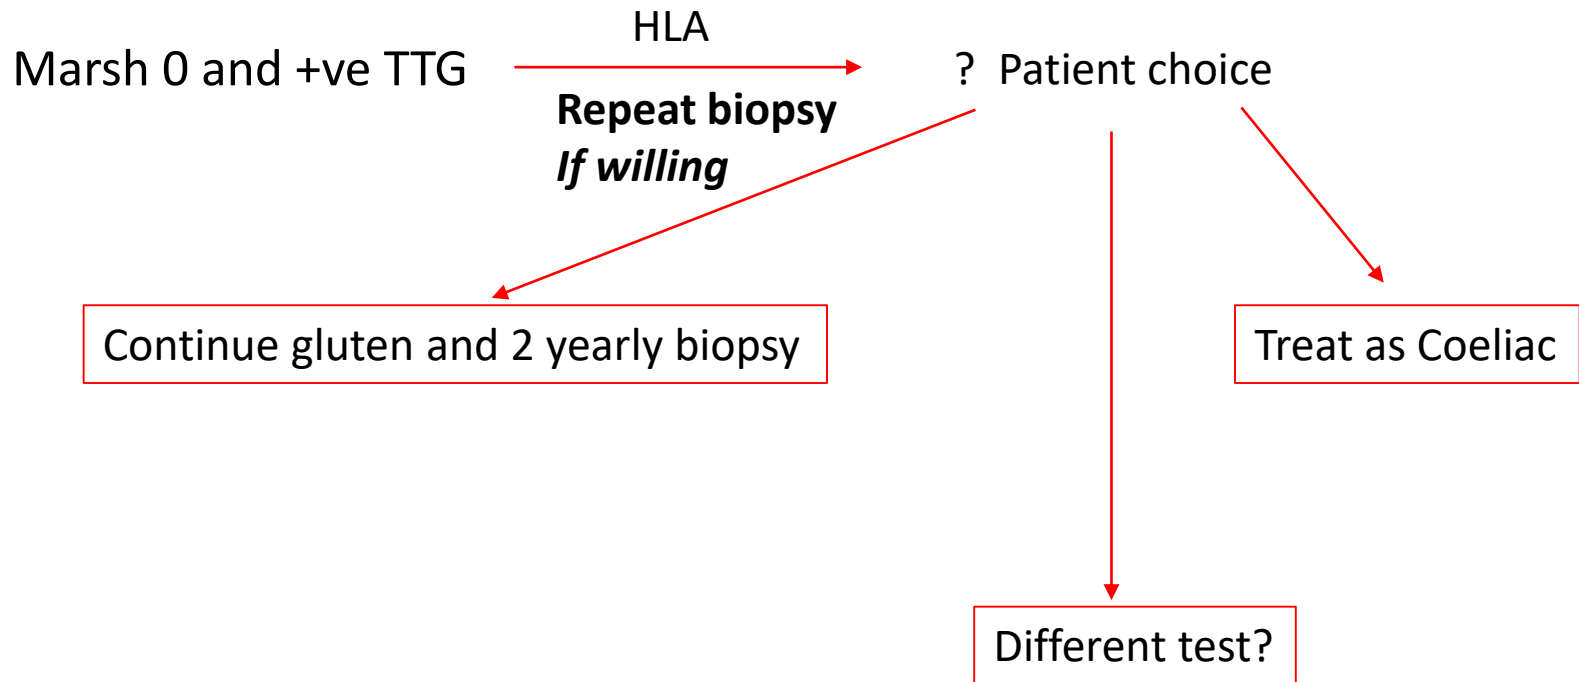 HLA
Marsh 0 and +ve TTG
? Patient choice
Repeat biopsy
If willing
Continue gluten and 2 yearly biopsy
Treat as Coeliac
Different test?